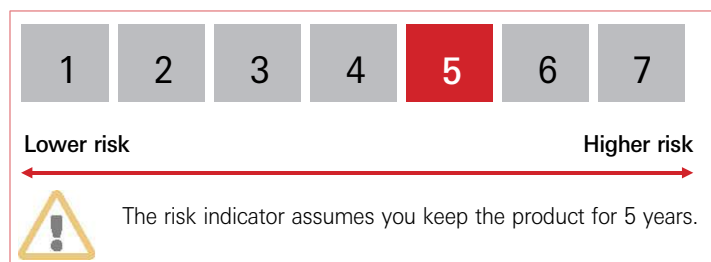 1 2 3 4 5 6 7
Lower risk Higher risk
The risk indicator assumes you keep the product for 5 years.